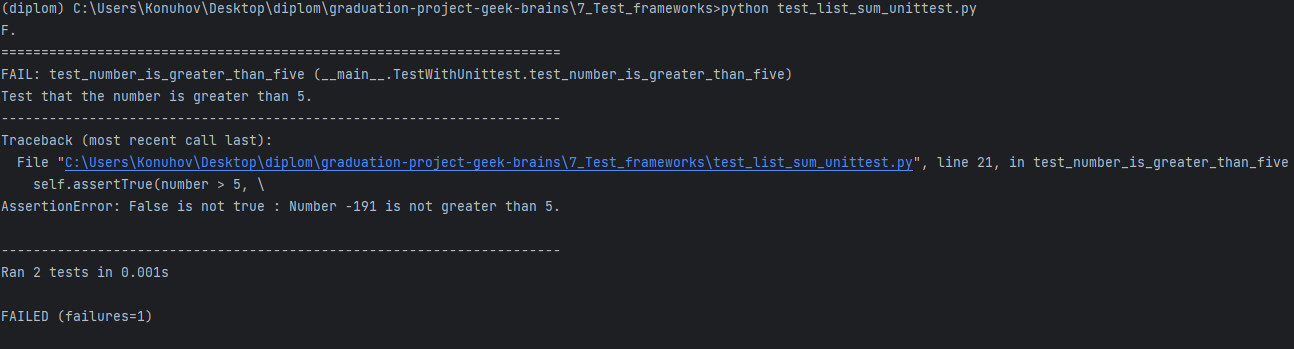 (diplom) C:\Users\Konuhov\Desktop\diplom\graduation-project-geek-brains\7_Test_frameworks>python test_list_sum_unittest.py
F.
======================================================================
FAIL: test_number_is_greater_than_five (__main__.TestWithUnittest.test_number_is_greater_than_five)
Test that the number is greater than 5.
----------------------------------------------------------------------
Traceback (most recent call last):
  File "C:\Users\Konuhov\Desktop\diplom\graduation-project-geek-brains\7_Test_frameworks\test_list_sum_unittest.py", line 21, in test_number_is_greater_than_five
    self.assertTrue(number > 5, \
AssertionError: False is not true : Number -191 is not greater than 5.

----------------------------------------------------------------------
Ran 2 tests in 0.001s

FAILED (failures=1)